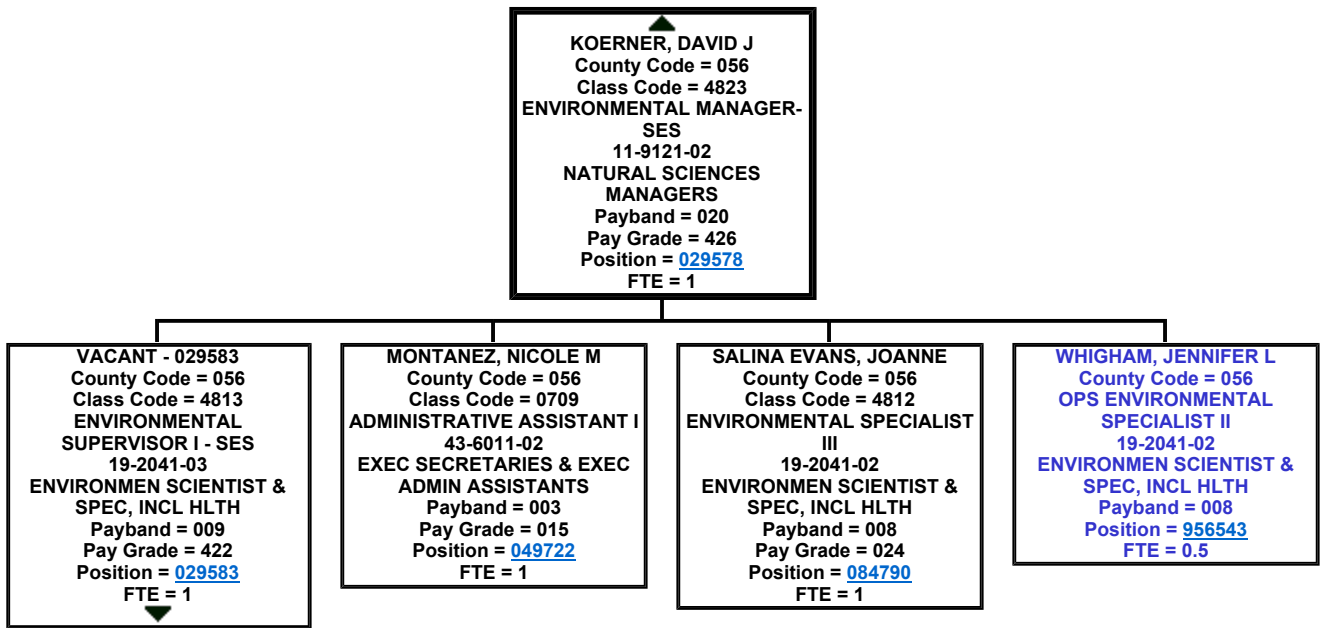 KOERNER, DAVID J
County Code = 056
Class Code = 4823
ENVIRONMENTAL MANAGER-
SES
11-9121-02
NATURAL SCIENCES
MANAGERS
Payband = 020
Pay Grade = 426
Position = 029578
FTE = 1
VACANT - 029583
County Code = 056
Class Code = 4813
ENVIRONMENTAL
SUPERVISOR I - SES
19-2041-03
ENVIRONMEN SCIENTIST &
SPEC, INCL HLTH
Payband = 009
Pay Grade = 422
Position = 029583
FTE = 1
MONTANEZ, NICOLE M
County Code = 056
Class Code = 0709
ADMINISTRATIVE ASSISTANT I
43-6011-02
EXEC SECRETARIES & EXEC
ADMIN ASSISTANTS
Payband = 003
Pay Grade = 015
Position = 049722
FTE = 1
SALINA EVANS, JOANNE
County Code = 056
Class Code = 4812
ENVIRONMENTAL SPECIALIST
III
19-2041-02
ENVIRONMEN SCIENTIST &
SPEC, INCL HLTH
Payband = 008
Pay Grade = 024
Position = 084790
FTE = 1
WHIGHAM, JENNIFER L
County Code = 056
OPS ENVIRONMENTAL
SPECIALIST II
19-2041-02
ENVIRONMEN SCIENTIST &
SPEC, INCL HLTH
Payband = 008
Position = 956543
FTE = 0.5